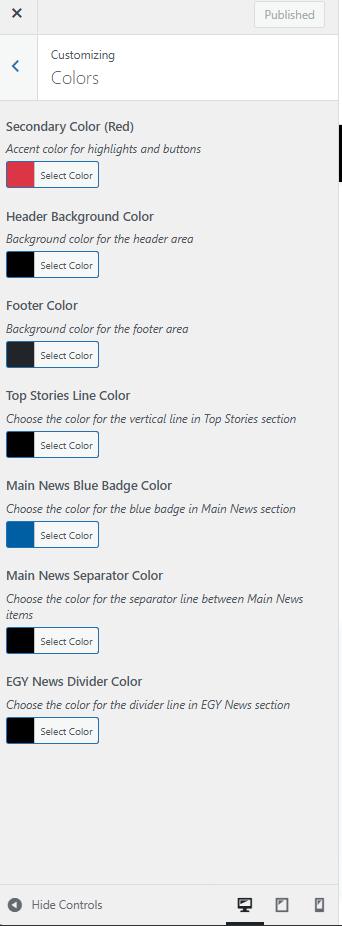 Published
Customizing
Colors
Secondary Color (Red)
Accent color for highlights and buttons
Select Color
Header Background Color
Background color for the header area
Select Color
Footer Color
Background color for the footer area
Select Color
Top Stories Line Color
Choose the color for the vertical line in Top Stories section
Select Color
Main News Blue Badge Color
Choose the color for the blue badge in Main News section
Select Color
Main News Separator Color
Choose the color for the separator line between Main News
items
Select Color
EGY News Divider Color
Choose the color for the divider line in EGY News section
Select Color
Hide Controls